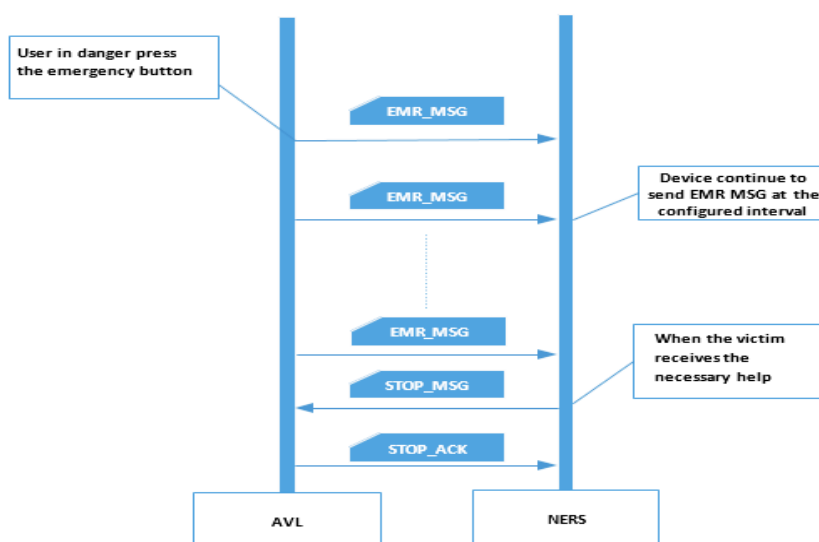 User in danger press
the emergency button
EMR_MSG
EMR_MSG
Device continue to
send EMR MSG at the
configured interval
EMR_MSG
When the victim
receives the
necessary help
STOP_MSG
STOP_ACK
AVL
NERS